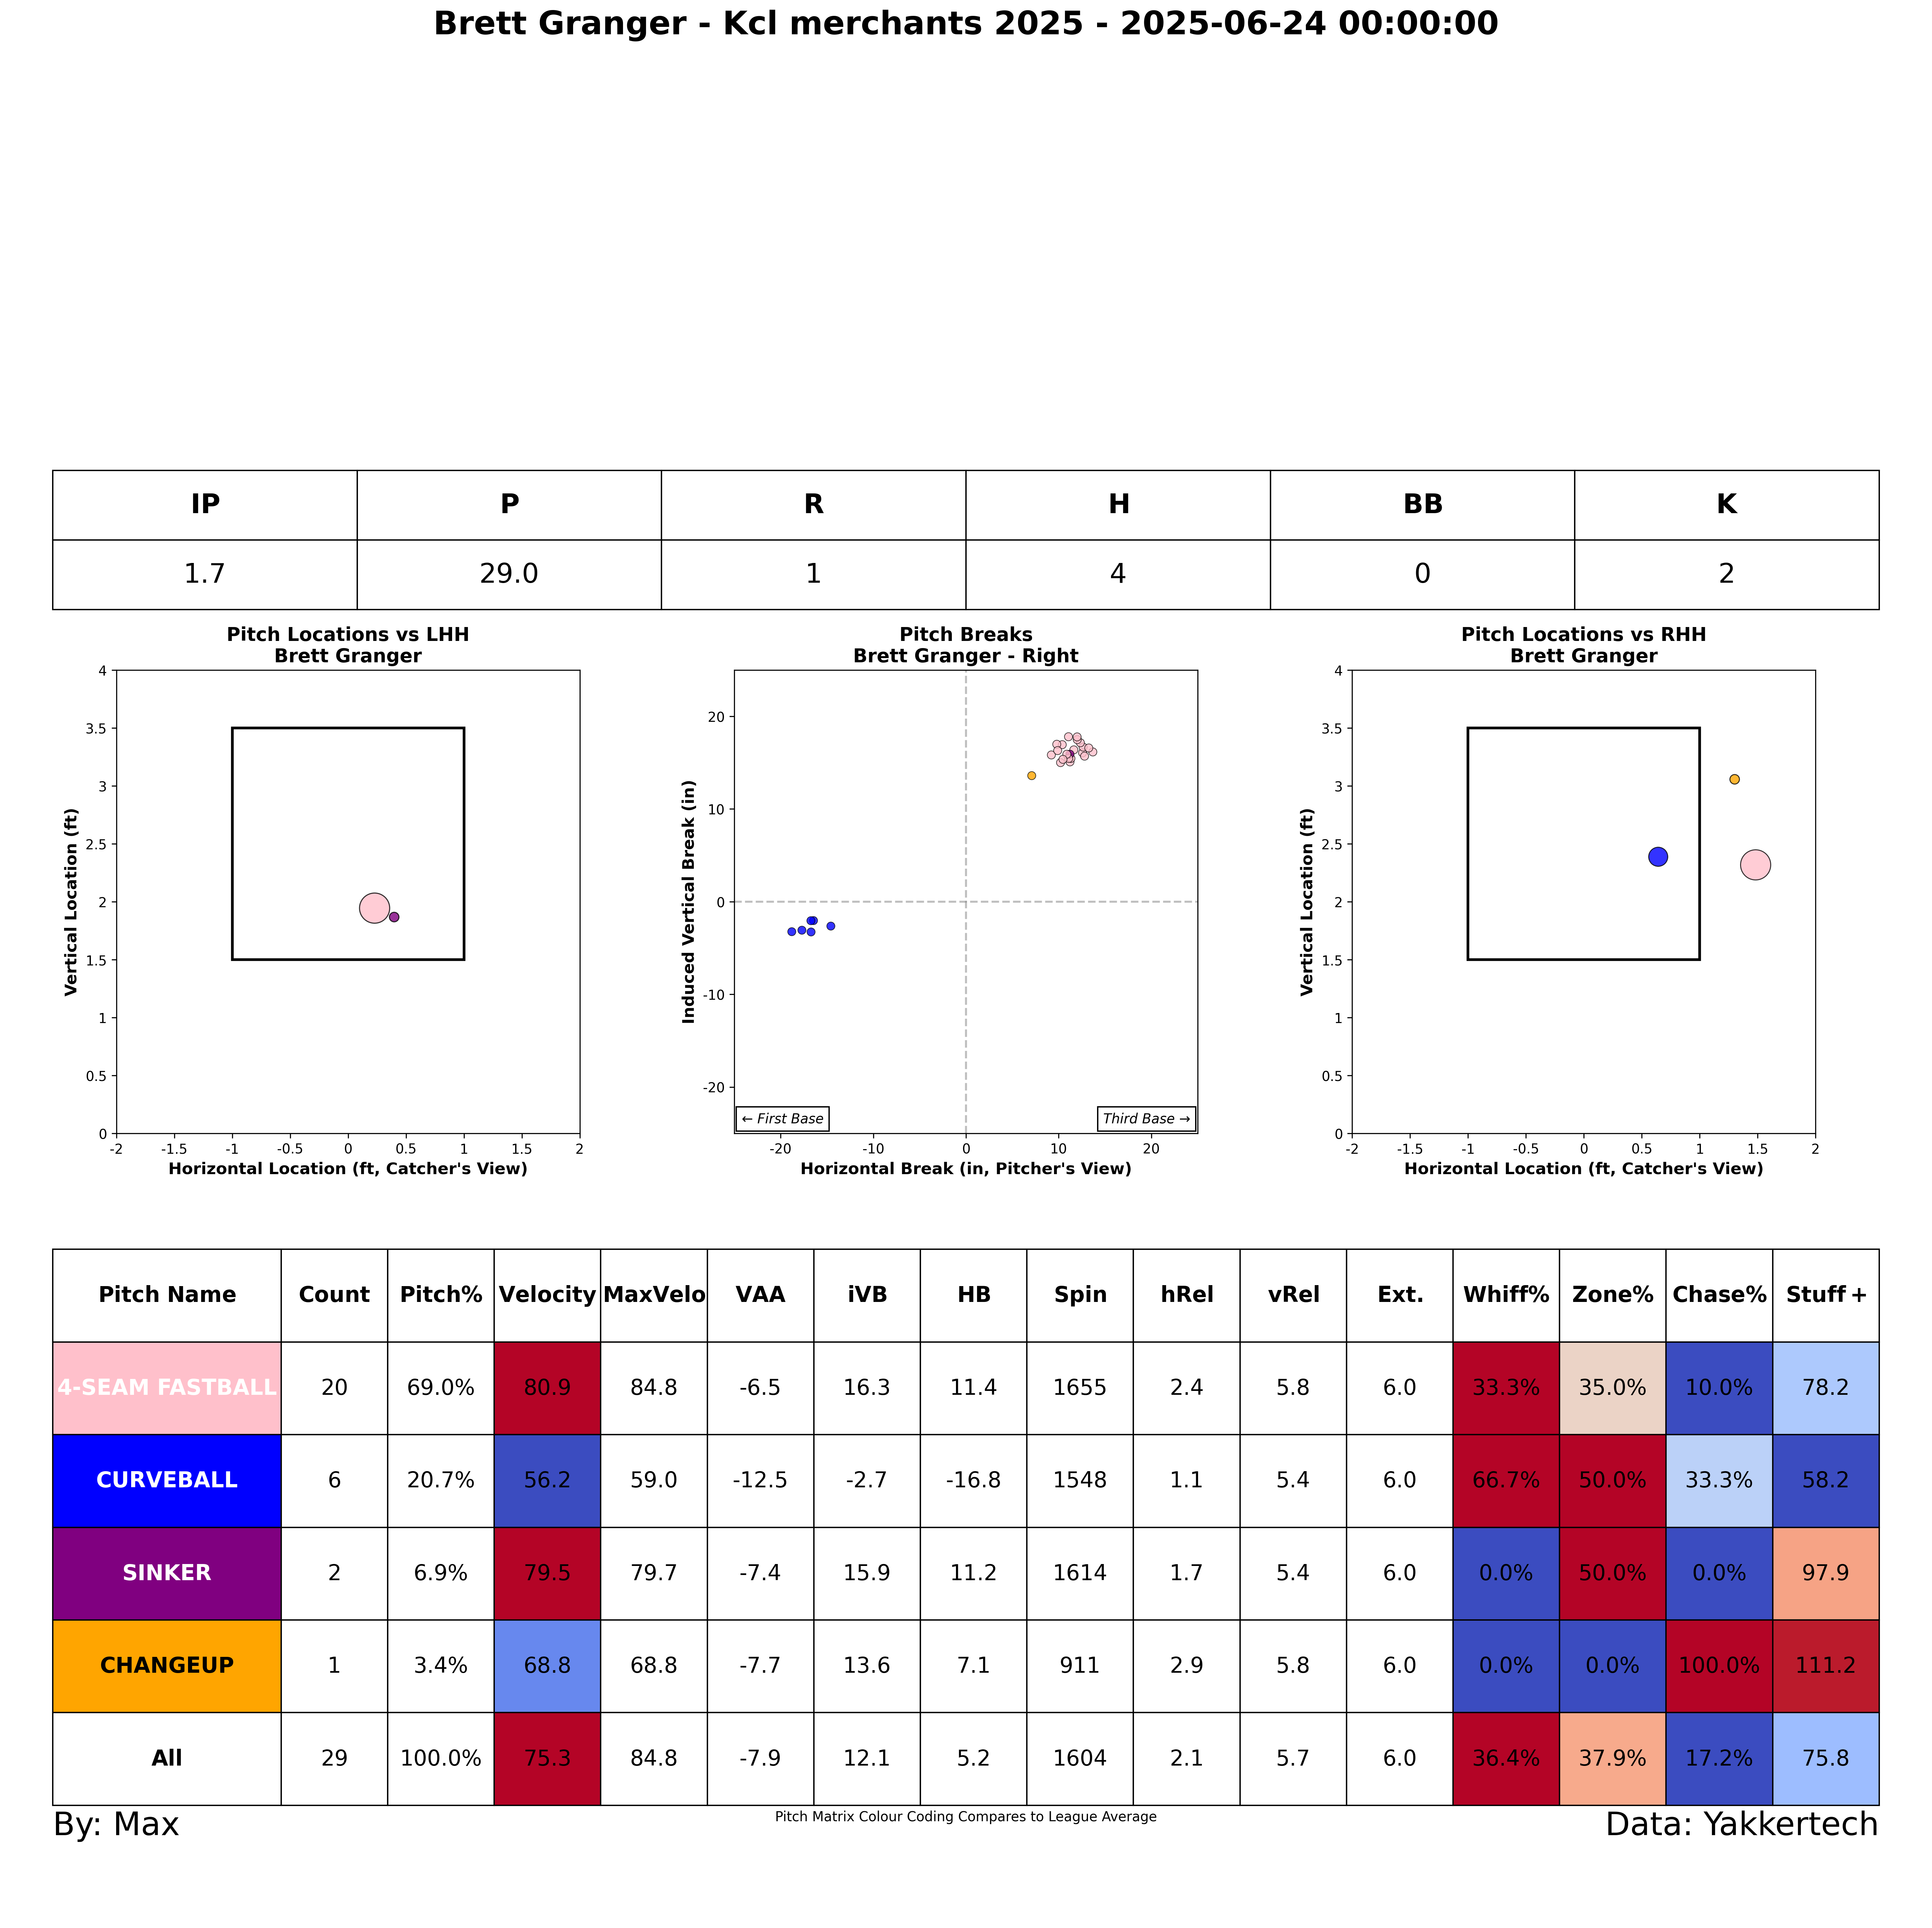 Brett Granger - Kcl merchants 2025 - 2025-06-24 00:00:00
IP P R H BB K
1.7 29.0 1 4 0 2
Pitch Locations vs LHH
Brett Granger
4
3.5
3
2.5
2
1.5
1
0.5
0
-2 -1.5 -1 -0.5 0 0.5 1 1.5 2
Vertical Location (ft)
Horizontal Location (ft, Catcher's View)
Pitch Breaks
Brett Granger - Right
20
10
0
-10
-20
← First Base Third Base →
-20 -10 0 10 20
Induced Vertical Break (in)
Horizontal Break (in, Pitcher's View)
Pitch Locations vs RHH
Brett Granger
4
3.5
3
2.5
2
1.5
1
0.5
0
-2 -1.5 -1 -0.5 0 0.5 1 1.5 2
Vertical Location (ft)
Horizontal Location (ft, Catcher's View)
Pitch Name Count Pitch% Velocity MaxVelo VAA iVB HB Spin hRel vRel Ext. Whiff% Zone% Chase% Stuff+
4-SEAM FASTBALL 20 69.0% 80.9 84.8 -6.5 16.3 11.4 1655 2.4 5.8 6.0 33.3% 35.0% 10.0% 78.2
CURVEBALL 6 20.7% 56.2 59.0 -12.5 -2.7 -16.8 1548 1.1 5.4 6.0 66.7% 50.0% 33.3% 58.2
SINKER 2 6.9% 79.5 79.7 -7.4 15.9 11.2 1614 1.7 5.4 6.0 0.0% 50.0% 0.0% 97.9
CHANGEUP 1 3.4% 68.8 68.8 -7.7 13.6 7.1 911 2.9 5.8 6.0 0.0% 0.0% 100.0% 111.2
All 29 100.0% 75.3 84.8 -7.9 12.1 5.2 1604 2.1 5.7 6.0 36.4% 37.9% 17.2% 75.8
By: Max
Pitch Matrix Colour Coding Compares to League Average
Data: Yakkertech